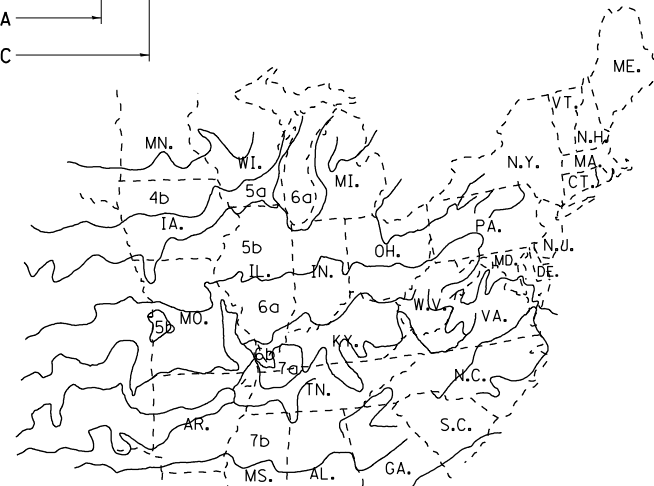 A
C
ME.
VT.
N.H.
MN.
WI.
N.Y.
MA.
MI.
CT.
4b
5a
6a
IA.
PA.
5b
OH.
N.J.
IL.
IN.
MD.
DE.
6a
W.V.
VA.
MO.
5b
KY.
6b
7a
N.C.
TN.
AR.
S.C.
7b
MS.
AL.
GA.